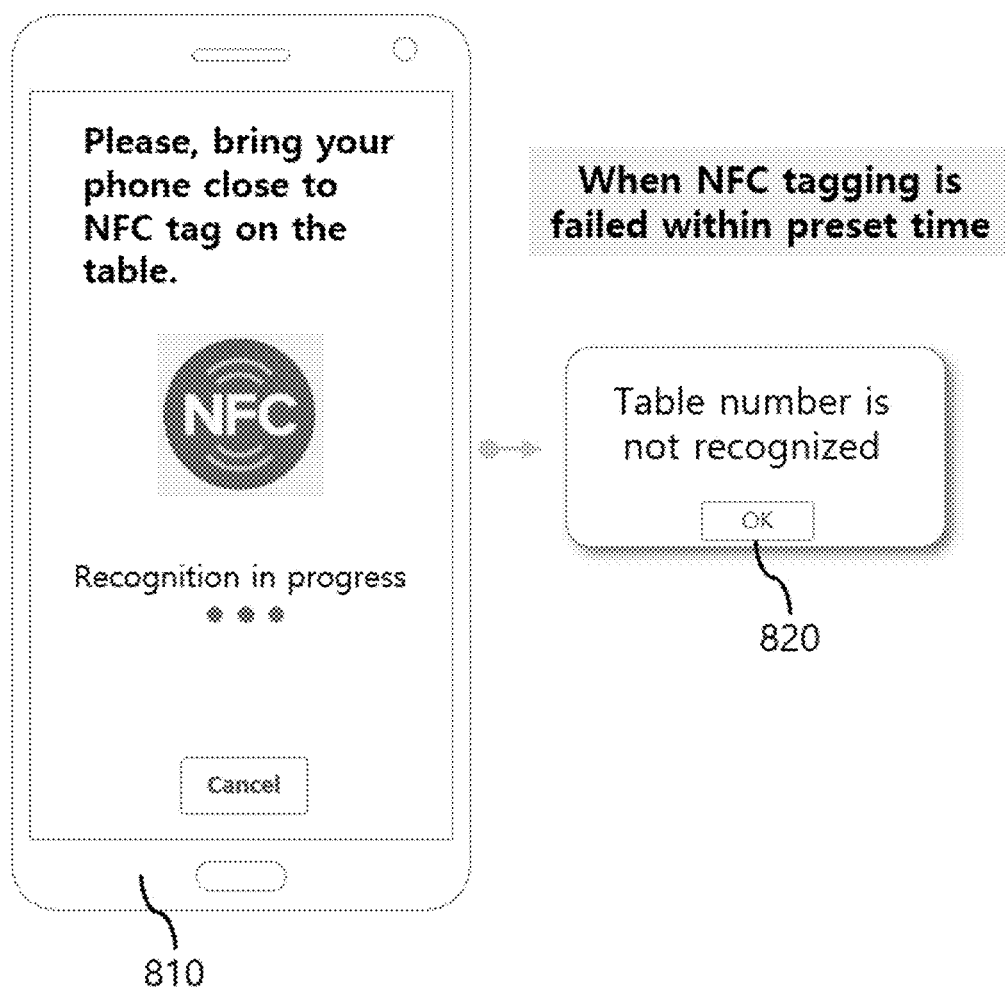 Please, bring your
phone close to
NFC tag on the
table.
NFC
Recognition in progress
Cancel
810
When NFC tagging is
failed within preset time
Table number is
not recognized
OK
820